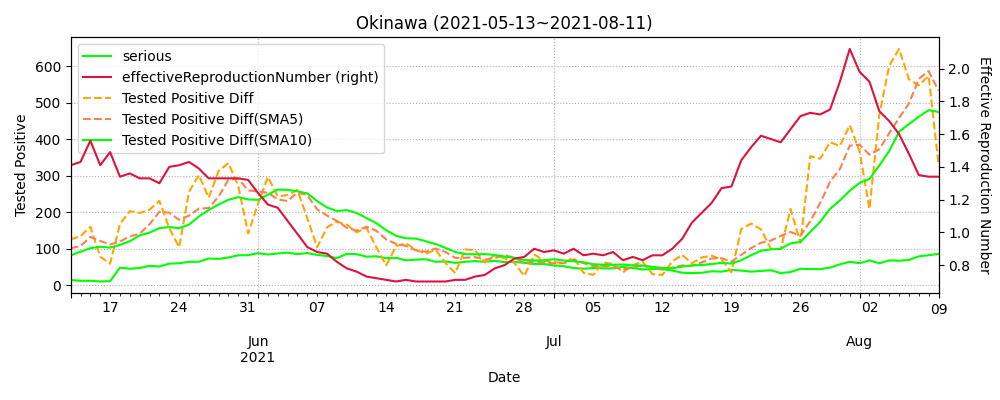 Okinawa (2021-05-13~2021-08-11)
serious
effectiveReproductionNumber (right)
Tested Positive Diff
Tested Positive Diff(SMA5)
Tested Positive Diff(SMA10)
Tested Positive
600
500
400
300
200
100
0
2.0
1.8
1.6
1.4
1.2
1.0
0.8
Effective Reproduction Number
17 24 31 07 14 21 28 05 12 19 26 02 09
Jun Jul Aug
2021
Date